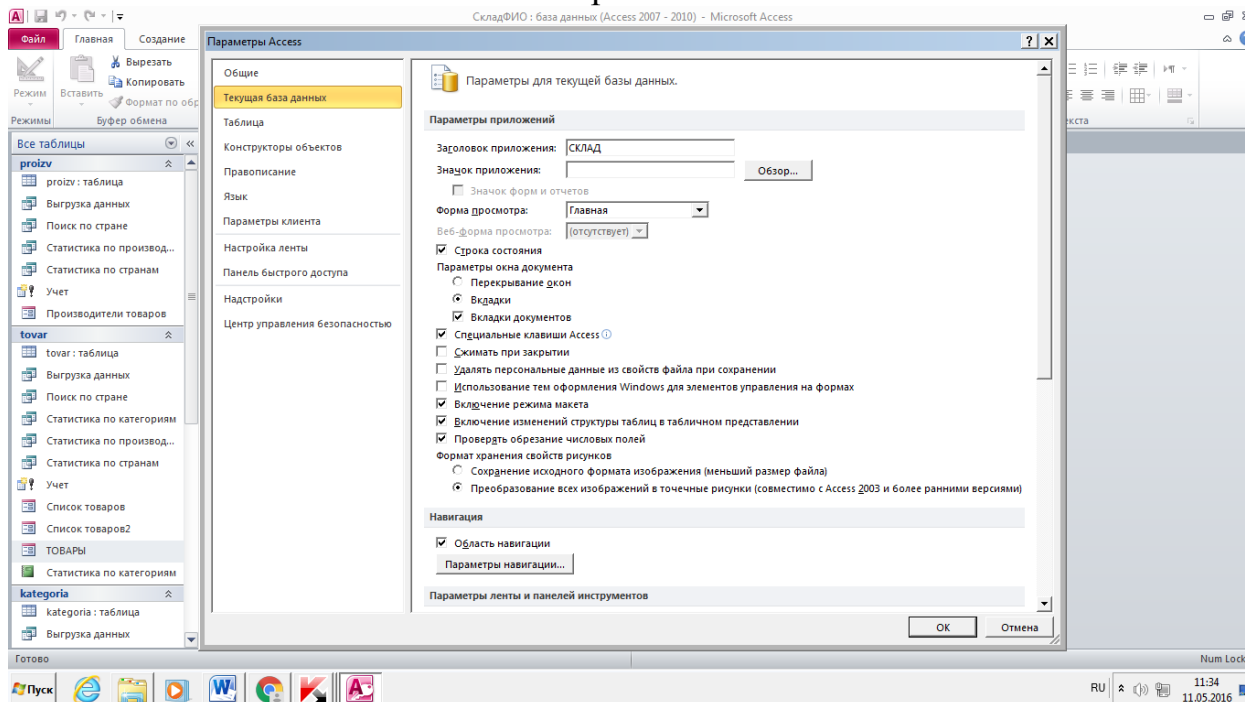 СкладФИО : база данных (Access 2007 - 2010) - Microsoft Access
Файл Главная Создание
Вырезать
Копировать
Формат по обр
Режим Вставить
Режимы Буфер обмена
екста
Все таблицы
proizv
proizv : таблица
Выгрузка данных
Поиск по стране
Статистика по производ...
Статистика по странам
Учет
Производители товаров
tovar
tovar : таблица
Выгрузка данных
Поиск по стране
Статистика по категориям
Статистика по производ...
Статистика по странам
Учет
Список товаров
Список товаров2
ТОВАРЫ
Статистика по категориям
kategoria
kategoria : таблица
Выгрузка данных
Параметры Access
Общие
Текущая база данных
Таблица
Конструкторы объектов
Правописание
Язык
Параметры клиента
Настройка ленты
Панель быстрого доступа
Надстройки
Центр управления безопасностью
Параметры для текущей базы данных.
Параметры приложений
Заголовок приложения: СКЛАД
Значок приложения: Обзор...
Значок форм и отчетов
Форма просмотра: Главная
Веб-форма просмотра: (отсутствует)
Строка состояния
Параметры окна документа
Перекрывание окон
Вкладки
Вкладки документов
Специальные клавиши Access
Сжимать при закрытии
Удалять персональные данные из свойств файла при сохранении
Использование тем оформления Windows для элементов управления на формах
Включение режима макета
Включение изменений структуры таблиц в табличном представлении
Проверять обрезание числовых полей
Формат хранения свойств рисунков
Сохранение исходного формата изображения (меньший размер файла)
Преобразование всех изображений в точечные рисунки (совместимо с Access 2003 и более ранними версиями)
Навигация
Область навигации
Параметры навигации...
Параметры ленты и панелей инструментов
ОК Отмена
Готово Num Lock
Пуск RU 11:34
11.05.2016